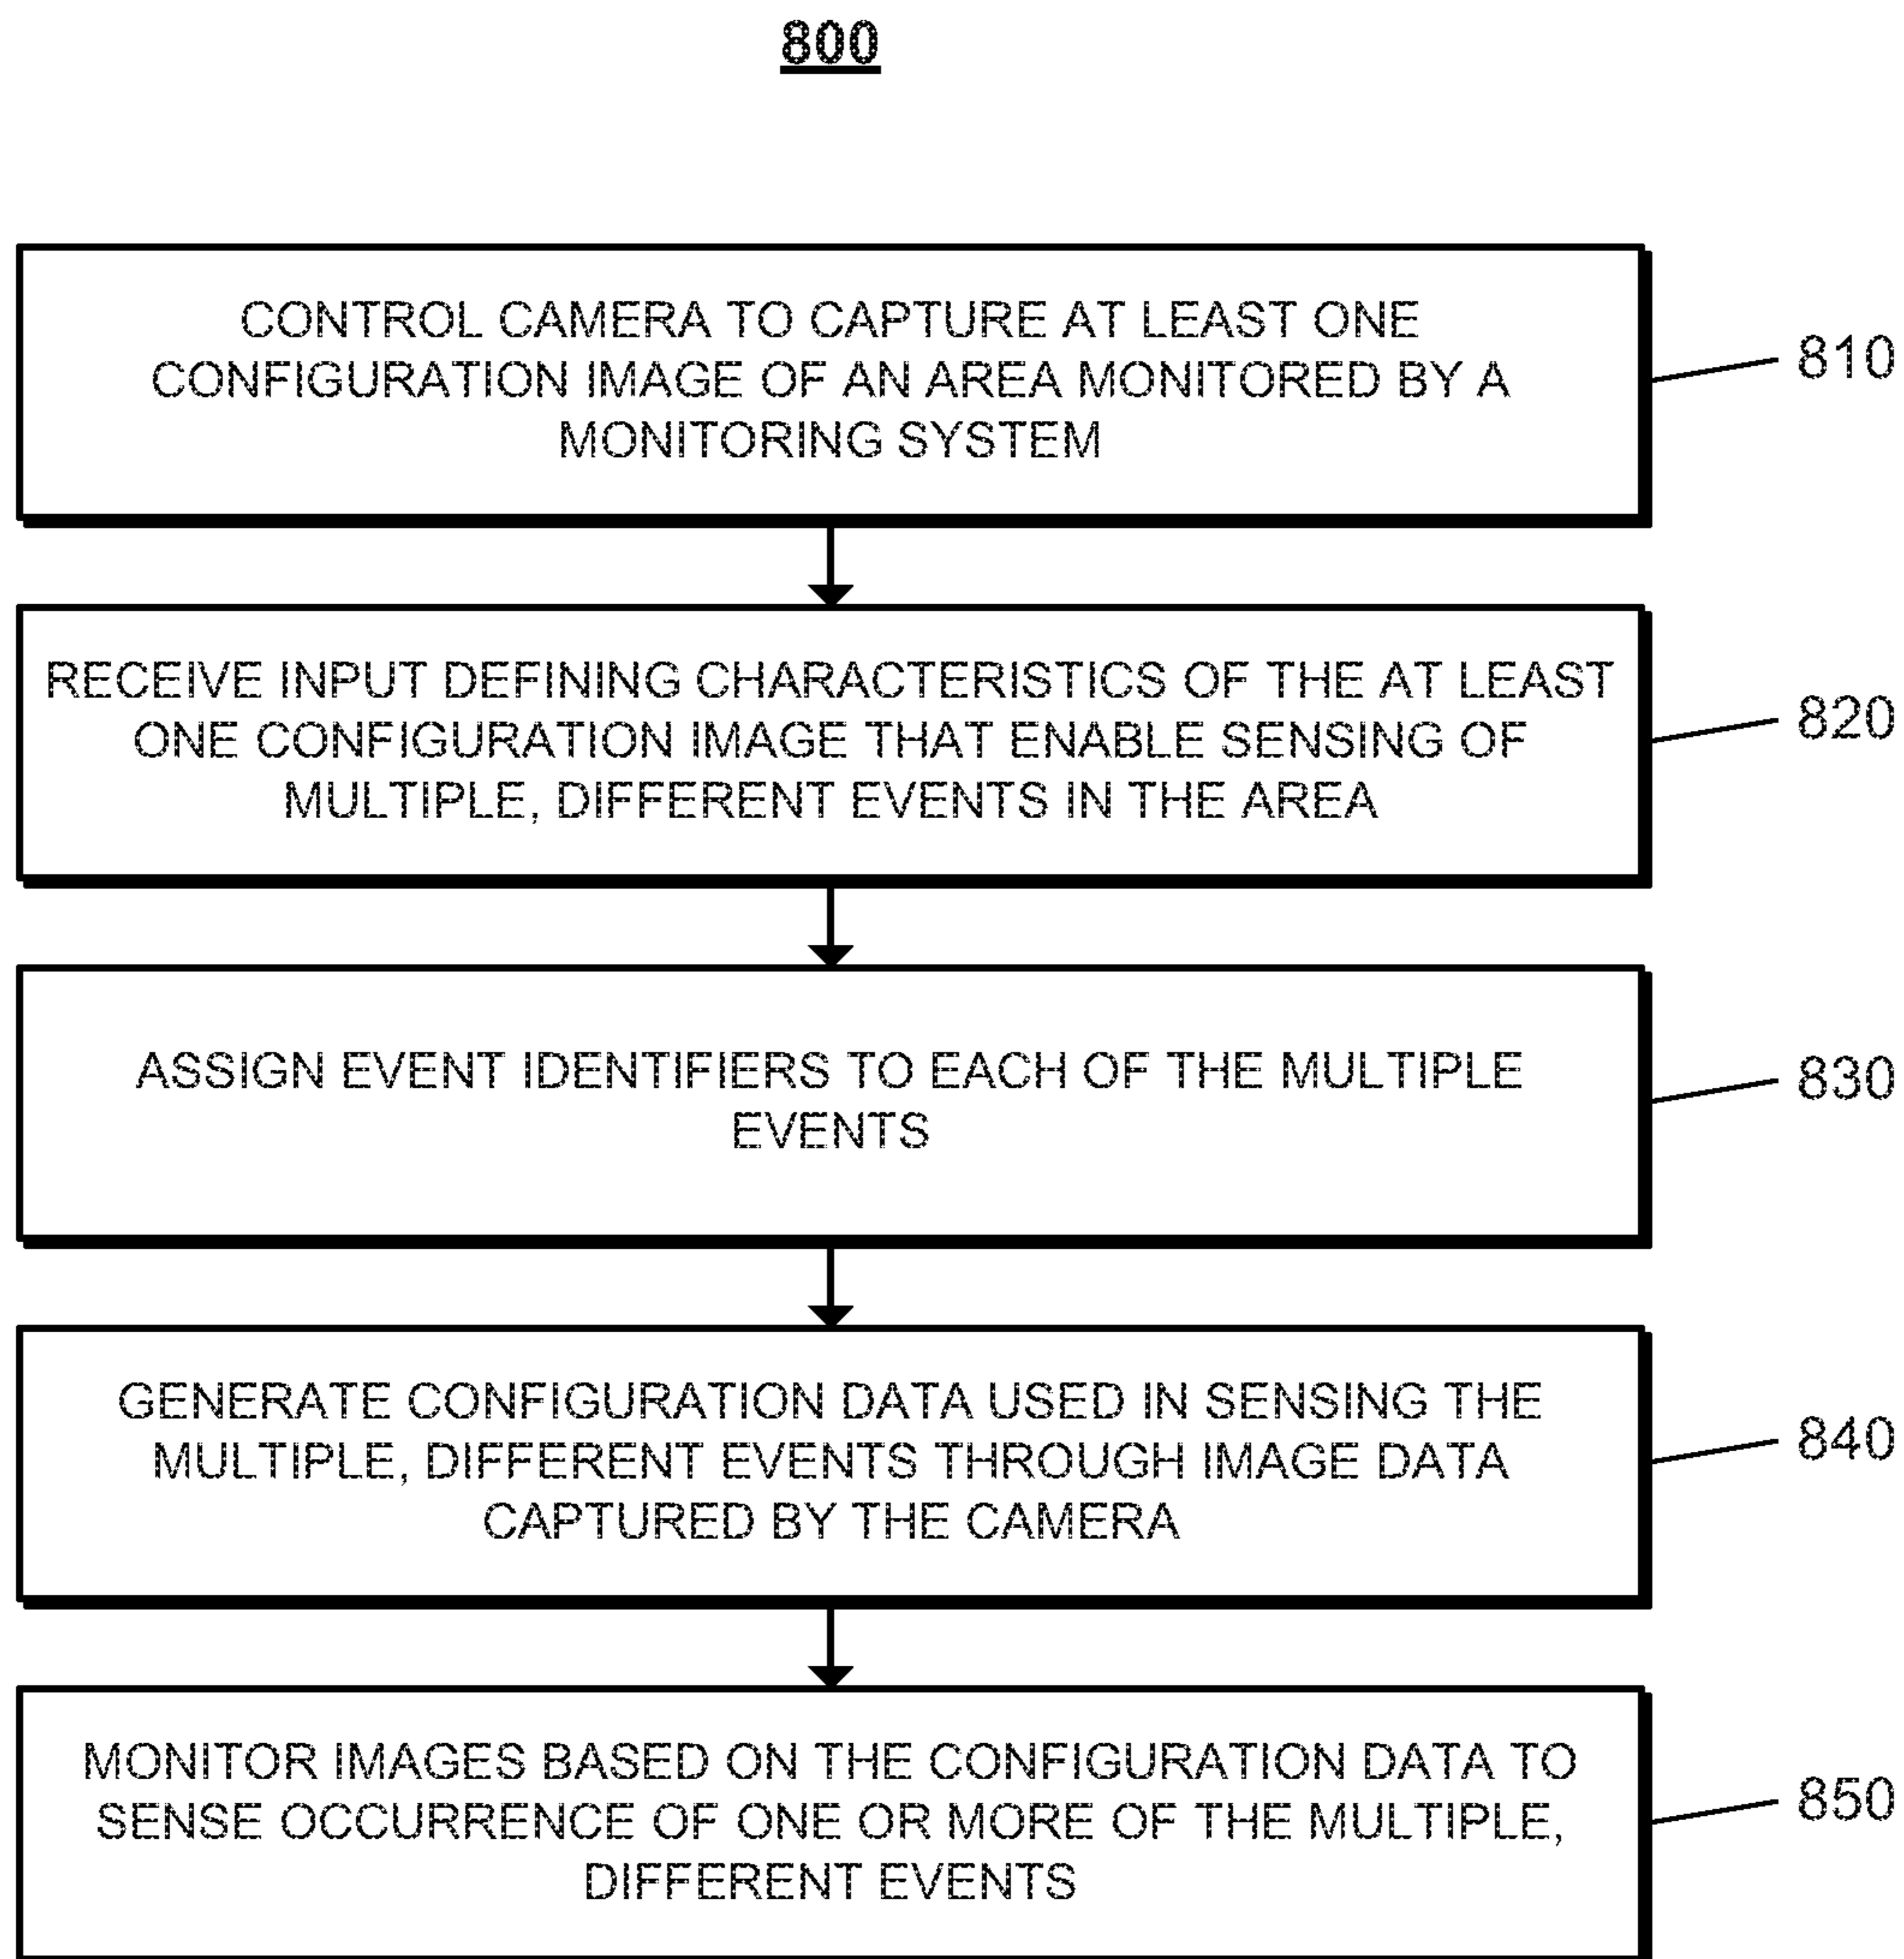 800
CONTROL CAMERA TO CAPTURE AT LEAST ONE
CONFIGURATION IMAGE OF AN AREA MONITORED BY A
MONITORING SYSTEM
810
RECEIVE INPUT DEFINING CHARACTERISTICS OF THE AT LEAST
ONE CONFIGURATION IMAGE THAT ENABLE SENSING OF
MULTIPLE, DIFFERENT EVENTS IN THE AREA
820
ASSIGN EVENT IDENTIFIERS TO EACH OF THE MULTIPLE
EVENTS
830
GENERATE CONFIGURATION DATA USED IN SENSING THE
MULTIPLE, DIFFERENT EVENTS THROUGH IMAGE DATA
CAPTURED BY THE CAMERA
840
MONITOR IMAGES BASED ON THE CONFIGURATION DATA TO
SENSE OCCURRENCE OF ONE OR MORE OF THE MULTIPLE,
DIFFERENT EVENTS
850